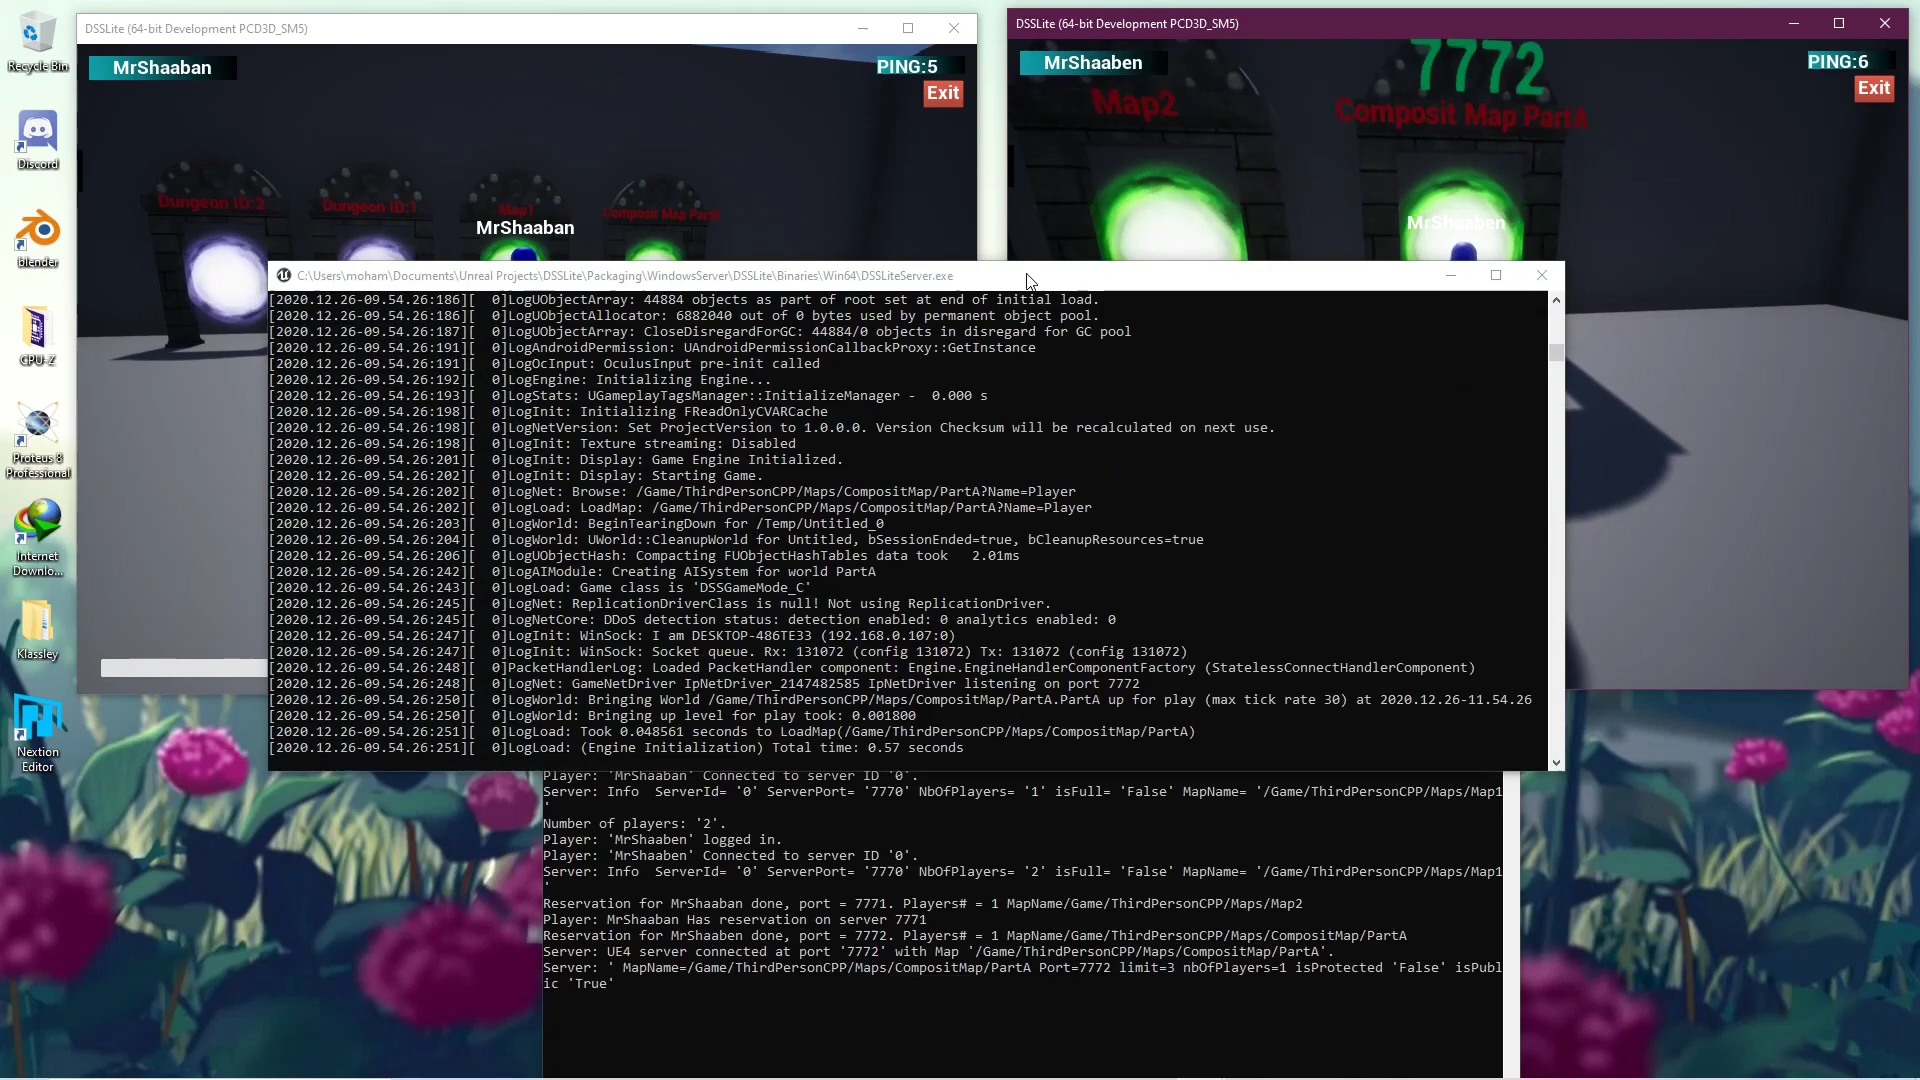 DSSLite (64-bit Development PCD3D_SM5)
MrShaaban
PING:5
Exit
Dungeon ID:2
Dungeon ID:1
Map1
Composit Map
MrShaaban
DSSLite (64-bit Development PCD3D_SM5)
MrShaaben
PING:6
Exit
7772
Map2
Composit Map PartA
MrShaaben
Recycle Bin
Discord
blender
CPU-Z
Proteus 8
Professional
Internet
Downlo...
Klassley
Nextion
Editor
C:\Users\moham\Documents\Unreal Projects\DSSLite\Packaging\WindowsServer\DSSLite\Binaries\Win64\DSSLiteServer.exe
[2020.12.26-09.54.26:186][  0]LogUObjectArray: 44884 objects as part of root set at end of initial load.
[2020.12.26-09.54.26:186][  0]LogUObjectAllocator: 6882040 out of 0 bytes used by permanent object pool.
[2020.12.26-09.54.26:187][  0]LogUObjectArray: CloseDisregardForGC: 44884/0 objects in disregard for GC pool
[2020.12.26-09.54.26:191][  0]LogAndroidPermission: UAndroidPermissionCallbackProxy::GetInstance
[2020.12.26-09.54.26:191][  0]LogOcInput: OculusInput pre-init called
[2020.12.26-09.54.26:192][  0]LogEngine: Initializing Engine...
[2020.12.26-09.54.26:193][  0]LogStats: UGameplayTagsManager::InitializeManager -  0.000 s
[2020.12.26-09.54.26:198][  0]LogInit: Initializing FReadOnlyCVARCache
[2020.12.26-09.54.26:198][  0]LogNetVersion: Set ProjectVersion to 1.0.0.0. Version Checksum will be recalculated on next use.
[2020.12.26-09.54.26:198][  0]LogInit: Texture streaming: Disabled
[2020.12.26-09.54.26:201][  0]LogInit: Display: Game Engine Initialized.
[2020.12.26-09.54.26:202][  0]LogInit: Display: Starting Game.
[2020.12.26-09.54.26:202][  0]LogNet: Browse: /Game/ThirdPersonCPP/Maps/CompositMap/PartA?Name=Player
[2020.12.26-09.54.26:202][  0]LogLoad: LoadMap: /Game/ThirdPersonCPP/Maps/CompositMap/PartA?Name=Player
[2020.12.26-09.54.26:203][  0]LogWorld: BeginTearingDown for /Temp/Untitled_0
[2020.12.26-09.54.26:204][  0]LogWorld: UWorld::CleanupWorld for Untitled, bSessionEnded=true, bCleanupResources=true
[2020.12.26-09.54.26:206][  0]LogUObjectHash: Compacting FUObjectHashTables data took   2.01ms
[2020.12.26-09.54.26:242][  0]LogAIModule: Creating AISystem for world PartA
[2020.12.26-09.54.26:243][  0]LogLoad: Game class is 'DSSGameMode_C'
[2020.12.26-09.54.26:245][  0]LogNet: ReplicationDriverClass is null! Not using ReplicationDriver.
[2020.12.26-09.54.26:245][  0]LogNetCore: DDoS detection status: detection enabled: 0 analytics enabled: 0
[2020.12.26-09.54.26:247][  0]LogInit: WinSock: I am DESKTOP-486TE33 (192.168.0.107:0)
[2020.12.26-09.54.26:247][  0]LogInit: WinSock: Socket queue. Rx: 131072 (config 131072) Tx: 131072 (config 131072)
[2020.12.26-09.54.26:248][  0]PacketHandlerLog: Loaded PacketHandler component: Engine.EngineHandlerComponentFactory (StatelessConnectHandlerComponent)
[2020.12.26-09.54.26:248][  0]LogNet: GameNetDriver IpNetDriver_2147482585 IpNetDriver listening on port 7772
[2020.12.26-09.54.26:250][  0]LogWorld: Bringing World /Game/ThirdPersonCPP/Maps/CompositMap/PartA.PartA up for play (max tick rate 30) at 2020.12.26-11.54.26
[2020.12.26-09.54.26:250][  0]LogWorld: Bringing up level for play took: 0.001800
[2020.12.26-09.54.26:251][  0]LogLoad: Took 0.048561 seconds to LoadMap(/Game/ThirdPersonCPP/Maps/CompositMap/PartA)
[2020.12.26-09.54.26:251][  0]LogLoad: (Engine Initialization) Total time: 0.57 seconds
Player: 'MrShaaban' Connected to server ID '0'.
Server: Info  ServerId= '0' ServerPort= '7770' NbOfPlayers= '1' isFull= 'False' MapName= '/Game/ThirdPersonCPP/Maps/Map1
'
Number of players: '2'.
Player: 'MrShaaben' logged in.
Player: 'MrShaaben' Connected to server ID '0'.
Server: Info  ServerId= '0' ServerPort= '7770' NbOfPlayers= '2' isFull= 'False' MapName= '/Game/ThirdPersonCPP/Maps/Map1
'
Reservation for MrShaaban done, port = 7771. Players# = 1 MapName/Game/ThirdPersonCPP/Maps/Map2
Player: MrShaaban Has reservation on server 7771
Reservation for MrShaaben done, port = 7772. Players# = 1 MapName/Game/ThirdPersonCPP/Maps/CompositMap/PartA
Server: UE4 server connected at port '7772' with Map '/Game/ThirdPersonCPP/Maps/CompositMap/PartA'.
Server: ' MapName=/Game/ThirdPersonCPP/Maps/CompositMap/PartA Port=7772 limit=3 nbOfPlayers=1 isProtected 'False' isPubl
ic 'True'